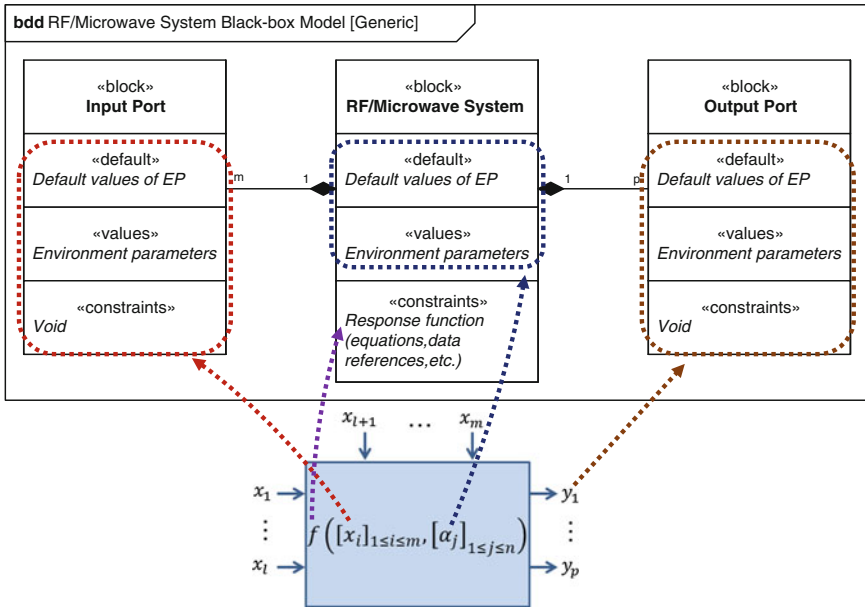 bdd RF/Microwave System Black-box Model [Generic]
«block»
Input Port
«default»
Default values of EP
«values»
Environment parameters
«constraints»
Void
m
1
«block»
RF/Microwave System
«default»
Default values of EP
«values»
Environment parameters
«constraints»
Response function
(equations,data
references,etc.)
1
p
«block»
Output Port
«default»
Default values of EP
«values»
Environment parameters
«constraints»
Void
x_{l+1} ... x_m
x_1
⋮
x_l
f([x_i]_{1≤i≤m}, [α_j]_{1≤j≤n})
y_1
⋮
y_p